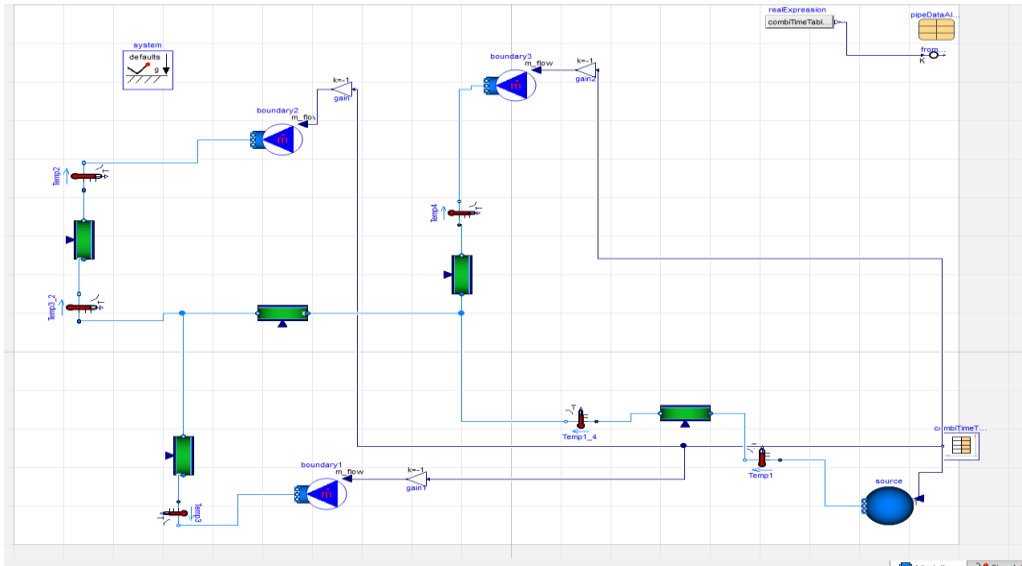 realExpression
combiTimeTabl...
pipeDataAl...
from...
K
system
defaults
g
boundary3
m_flow
k=-1
gain2
k=-1
gain
boundary2
m_flo
ṁ
ṁ
Temp2
T
Temp4
T
Temp3_2
T
T
Temp1_4
combiTimeT...
T
Temp1
boundary1
m_flow
k=-1
gain1
source
ṁ
Temp3
T